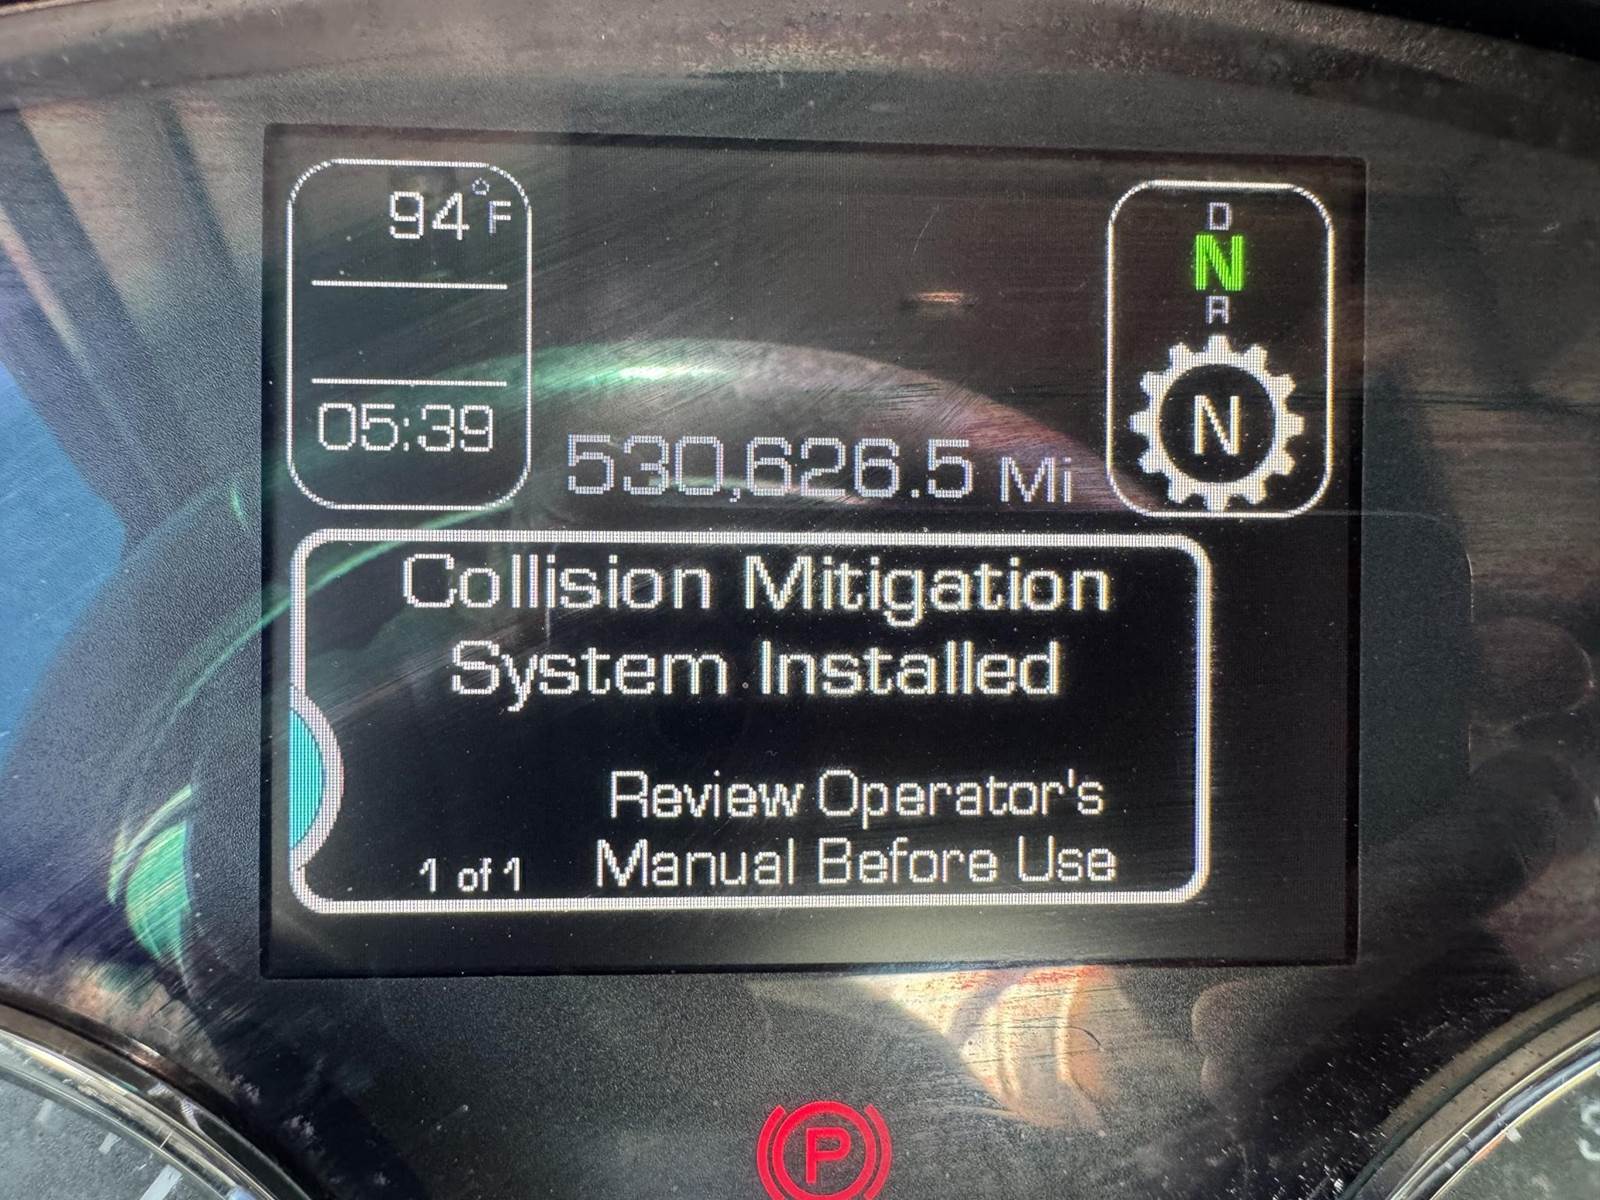 94°F
05:39
530,626.5 Mi
D
N
R
N
Collision Mitigation
System Installed
Review Operator's
Manual Before Use
1 of 1
P